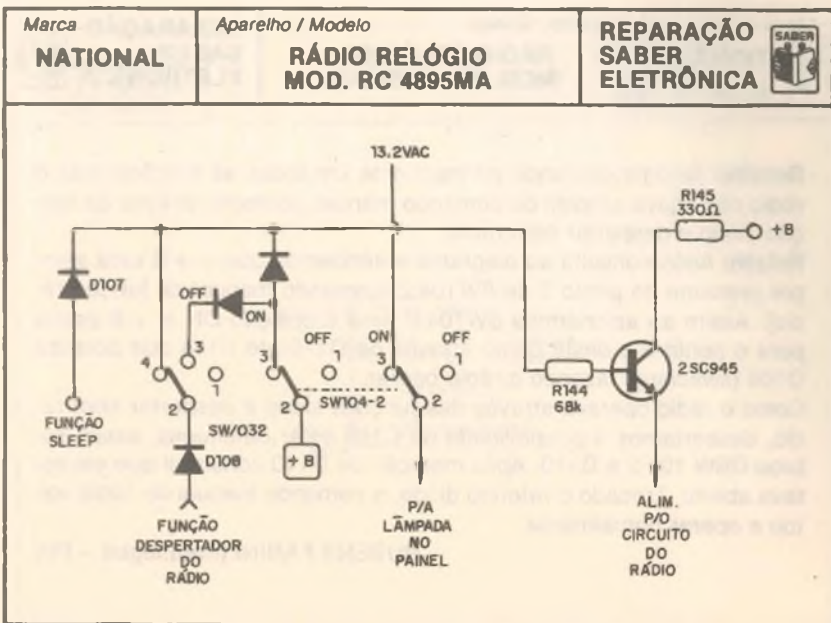 Marca
NATIONAL
Aparelho / Modelo
RÁDIO RELÓGIO
MOD. RC 4895MA
REPARAÇÃO
SABER
ELETRÔNICA
SABER
13.2VAC
R145
330Ω
+B
D107
OFF
ON
OFF
ON
OFF
4
3
1
2
3
1
2
3
1
2
FUNÇÃO
SLEEP
SW1032
SW104-2
D108
+B
R144
68k
2SC945
FUNÇÃO
DESPERTADOR
DO
RÁDIO
P/A
LÂMPADA
NO
PAINEL
ALIM.
P/O
CIRCUITO
DO
RÁDIO